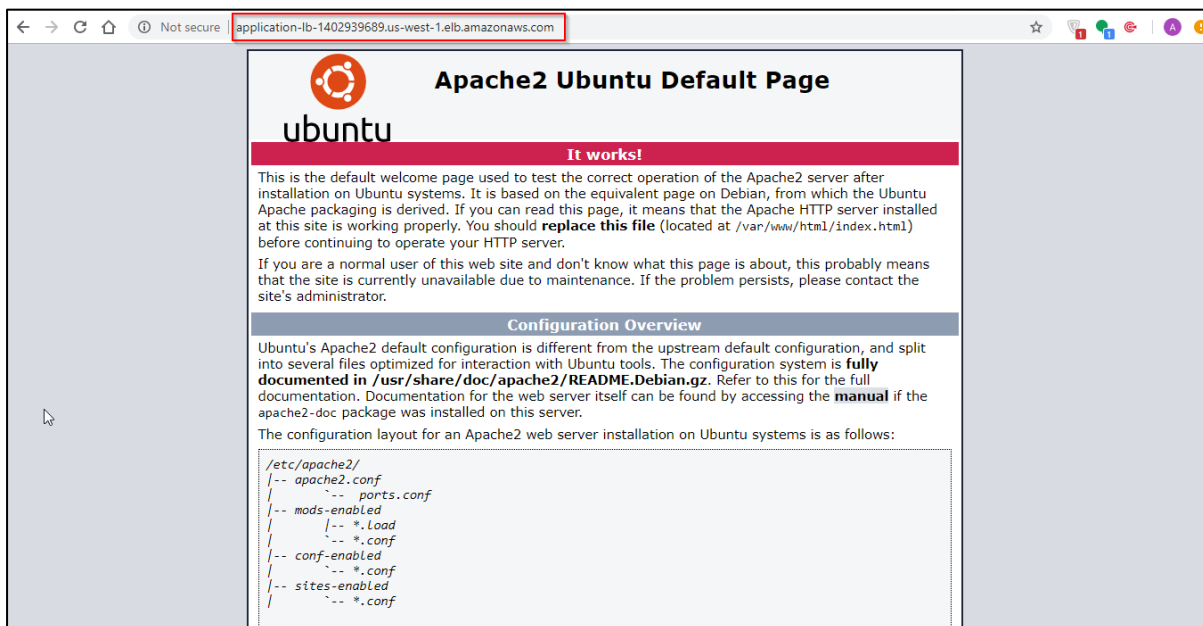 Not secure application-lb-1402939689.us-west-1.elb.amazonaws.com
1 1 A
ubuntu
Apache2 Ubuntu Default Page
It works!
This is the default welcome page used to test the correct operation of the Apache2 server after
installation on Ubuntu systems. It is based on the equivalent page on Debian, from which the Ubuntu
Apache packaging is derived. If you can read this page, it means that the Apache HTTP server installed
at this site is working properly. You should replace this file (located at /var/www/html/index.html)
before continuing to operate your HTTP server.
If you are a normal user of this web site and don't know what this page is about, this probably means
that the site is currently unavailable due to maintenance. If the problem persists, please contact the
site's administrator.
Configuration Overview
Ubuntu's Apache2 default configuration is different from the upstream default configuration, and split
into several files optimized for interaction with Ubuntu tools. The configuration system is fully
documented in /usr/share/doc/apache2/README.Debian.gz. Refer to this for the full
documentation. Documentation for the web server itself can be found by accessing the manual if the
apache2-doc package was installed on this server.
The configuration layout for an Apache2 web server installation on Ubuntu systems is as follows:
/etc/apache2/
|-- apache2.conf
|       `--  ports.conf
|-- mods-enabled
|       |-- *.load
|       `-- *.conf
|-- conf-enabled
|       `-- *.conf
|-- sites-enabled
|       `-- *.conf